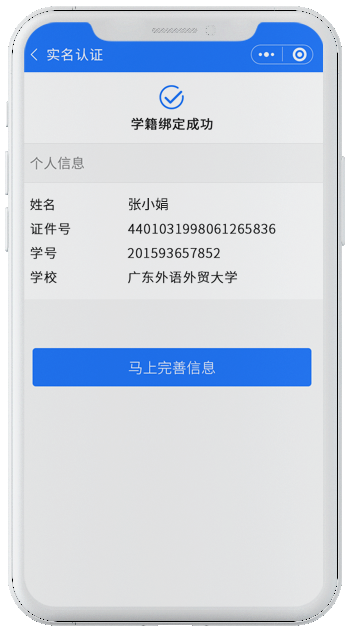 实名认证
学籍绑定成功
个人信息
姓名 张小娟
证件号 4401031998061265836
学号 201593657852
学校 广东外语外贸大学
马上完善信息